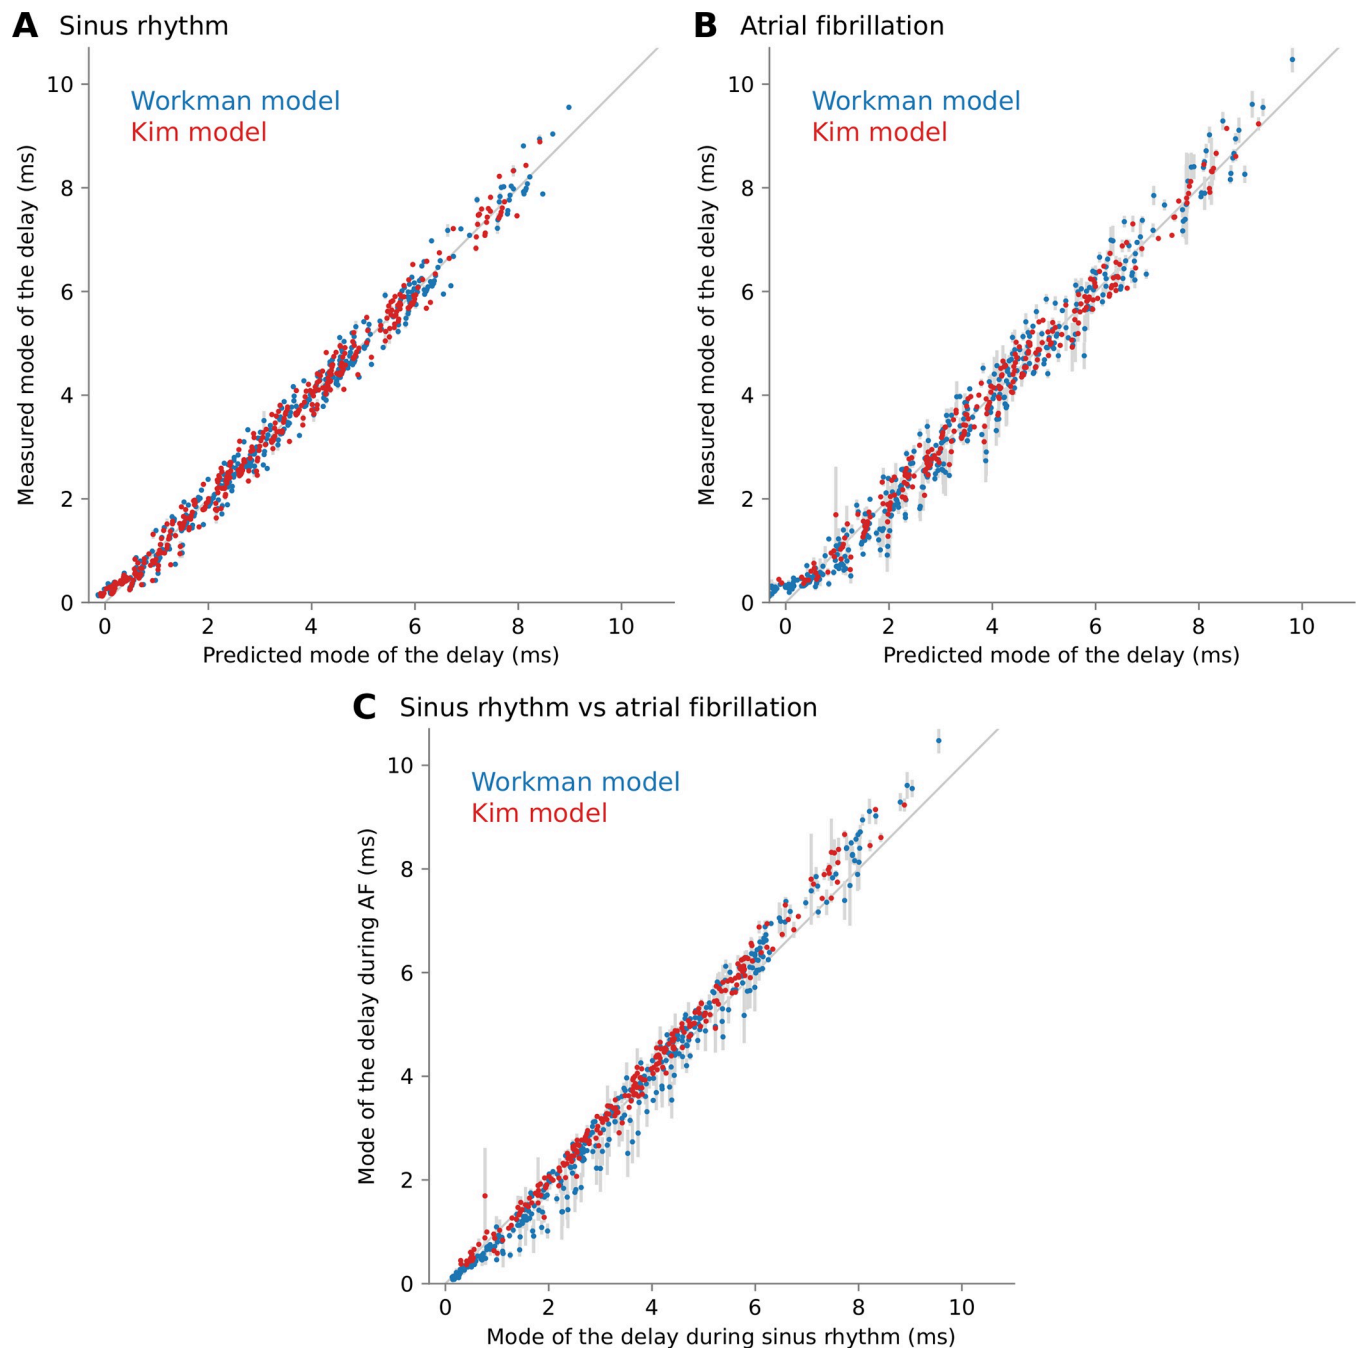 A Sinus rhythm
Workman model
Kim model
Measured mode of the delay (ms)
10
8
6
4
2
0
0 2 4 6 8 10
Predicted mode of the delay (ms)
B Atrial fibrillation
Workman model
Kim model
Measured mode of the delay (ms)
10
8
6
4
2
0
0 2 4 6 8 10
Predicted mode of the delay (ms)
C Sinus rhythm vs atrial fibrillation
Workman model
Kim model
Mode of the delay during AF (ms)
10
8
6
4
2
0
0 2 4 6 8 10
Mode of the delay during sinus rhythm (ms)